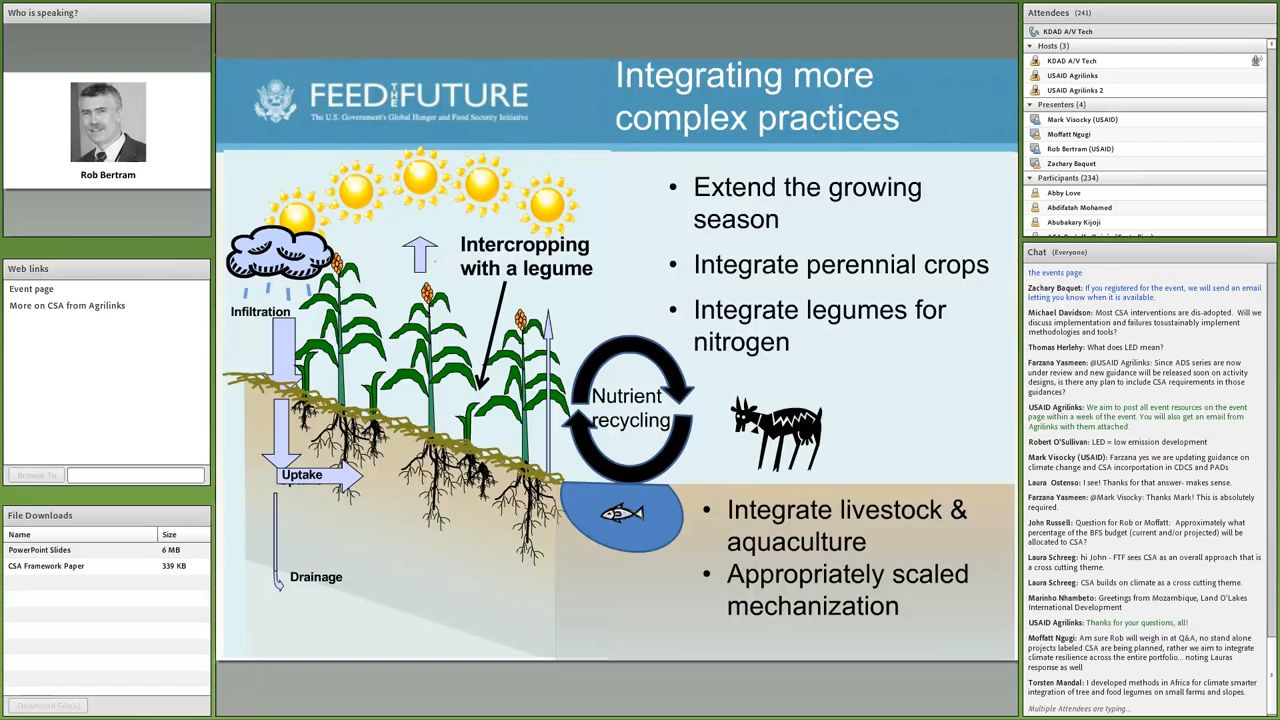 Who is speaking?
Rob Bertram
Web links
Event page
More on CSA from Agrilinks
Browse To
File Downloads
Name Size
PowerPoint Slides 6 MB
CSA Framework Paper 339 KB
Download File(s)
FEED THE FUTURE
The U.S. Government's Global Hunger and Food Security Initiative
Integrating more
complex practices
• Extend the growing
season
• Integrate perennial crops
• Integrate legumes for
nitrogen
Intercropping
with a legume
Infiltration
Uptake
Drainage
Nutrient
recycling
• Integrate livestock &
aquaculture
• Appropriately scaled
mechanization
Attendees (241)
KDAD A/V Tech
Hosts (3)
KDAD A/V Tech
USAID Agrilinks
USAID Agrilinks 2
Presenters (4)
Mark Visocky (USAID)
Moffatt Ngugi
Rob Bertram (USAID)
Zachary Baquet
Participants (234)
Abby Love
Abdifatah Mohamed
Abubakary Kijoji
Chat (Everyone)
the events page
Zachary Baquet: If you registered for the event, we will send an email
letting you know when it is available.
Michael Davidson: Most CSA interventions are dis-adopted. Will we
discuss implementation and failures tosustainably implement
methodologies and tools?
Thomas Herlehy: What does LED mean?
Farzana Yasmeen: @USAID Agrilinks: Since ADS series are now
under review and new guidance will be released soon on activity
designs, is there any plan to include CSA requirements in those
guidances?
USAID Agrilinks: We aim to post all event resources on the event
page within a week of the event. You will also get an email from
Agrilinks with them attached.
Robert O'Sullivan: LED = low emission development
Mark Visocky (USAID): Farzana yes we are updating guidance on
climate change and CSA incorportation in CDCS and PADs
Laura Ostenso: I see! Thanks for that answer- makes sense.
Farzana Yasmeen: @Mark Visocky: Thanks Mark! This is absolutely
required.
John Russell: Question for Rob or Moffatt: Approximately what
percentage of the BFS budget (current and/or projected) will be
allocated to CSA?
Laura Schreeg: hi John - FTF sees CSA as an overall approach that is
a cross cutting theme.
Laura Schreeg: CSA builds on climate as a cross cutting theme.
Marinho Nhambeto: Greetings from Mozambique, Land O'Lakes
International Development
USAID Agrilinks: Thanks for your questions, all!
Moffatt Ngugi: Am sure Rob will weigh in at Q&A, no stand alone
projects labeled CSA are being planned, rather we aim to integrate
climate resilience across the entire portfolio... noting Lauras
response as well
Torsten Mandal: I developed methods in Africa for climate smarter
integration of tree and food legumes on small farms and slopes.
Multiple Attendees are typing...